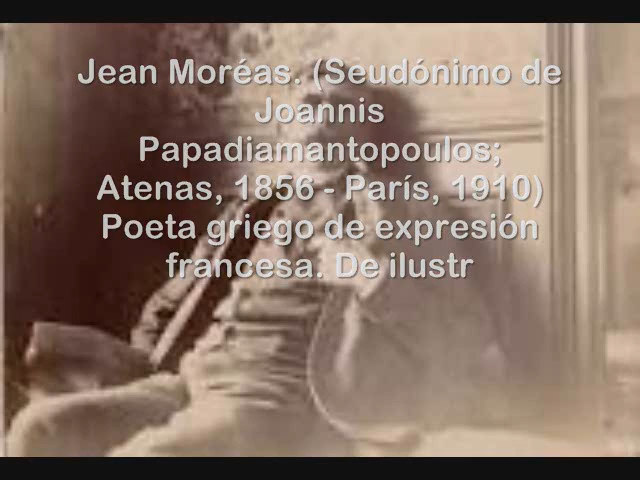 Jean Moréas. (Seudónimo de
Joannis
Papadiamantopoulos;
Atenas, 1856 - París, 1910)
Poeta griego de expresión
francesa. De ilustr